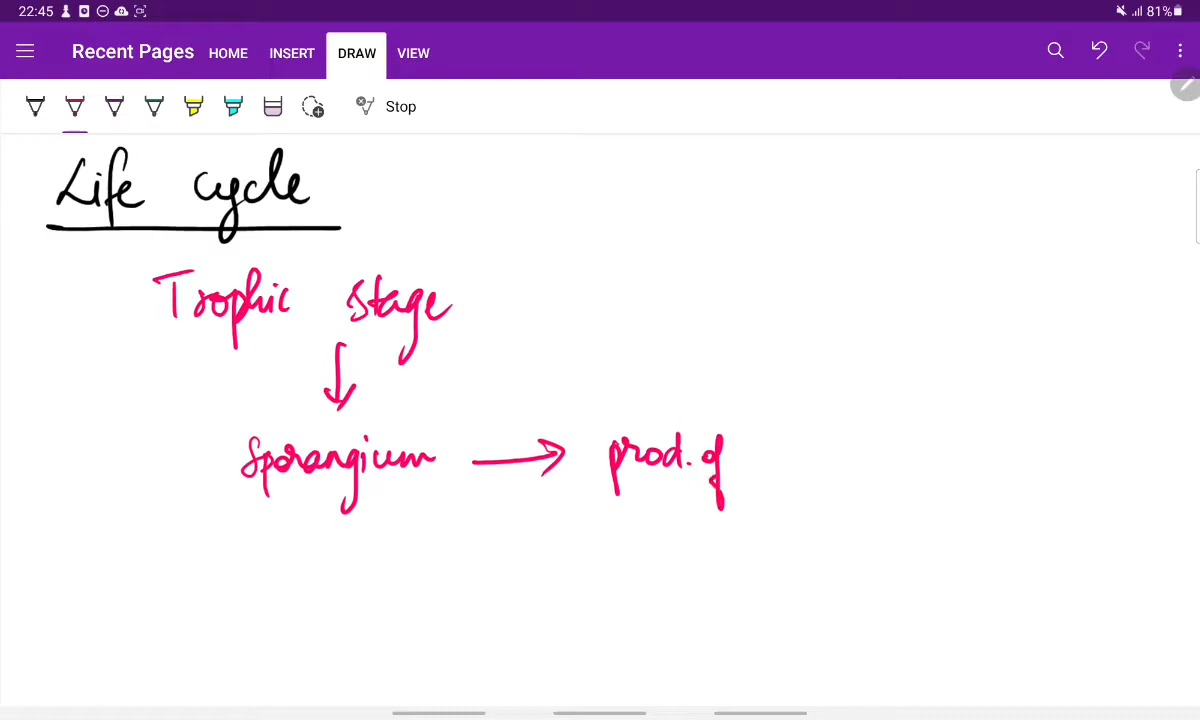 22:45 81%
Recent Pages HOME INSERT DRAW VIEW
Stop
Life cycle
Trophic stage
↓
Sporangium → prod. of